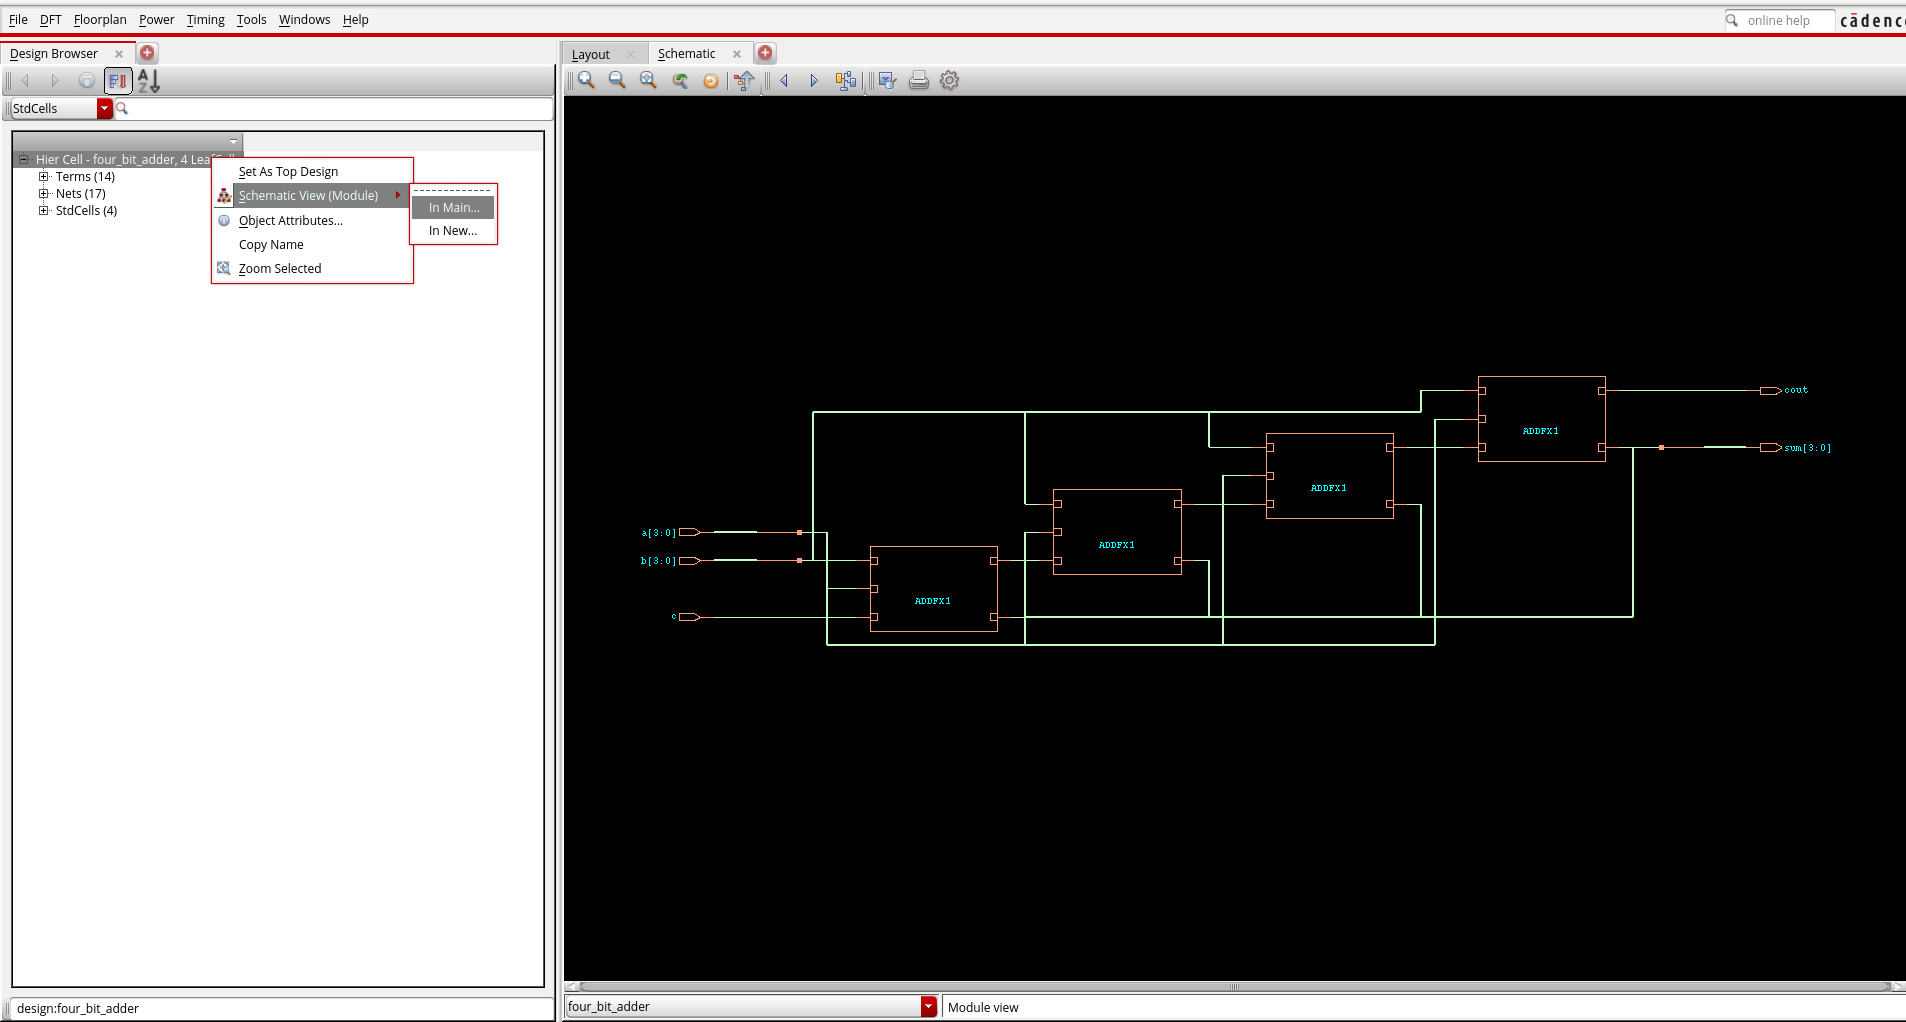 File DFT Floorplan Power Timing Tools Windows Help
online help
cādenc
Design Browser
Layout
Schematic
StdCells
Hier Cell - four_bit_adder, 4 Leaf
Terms (14)
Nets (17)
StdCells (4)
Set As Top Design
Schematic View (Module)
Object Attributes...
Copy Name
Zoom Selected
In Main...
In New...
cout
ADDFX1
sum[3:0]
ADDFX1
a[3:0]
ADDFX1
b[3:0]
ADDFX1
c
design:four_bit_adder
four_bit_adder
Module view